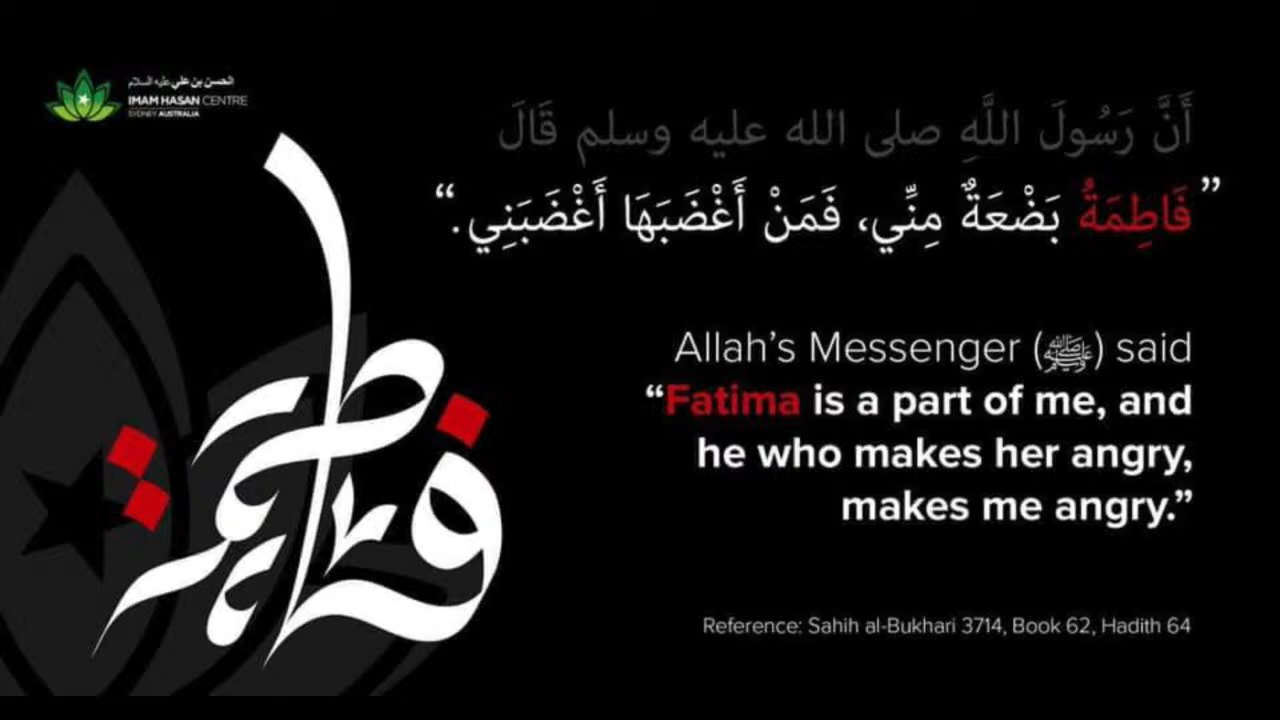 الحسن بن علي عليه السلام
IMAM HASAN CENTRE
SYDNEY AUSTRALIA
أَنَّ رَسُولَ اللَّهِ صلى الله عليه وسلم قَالَ
”فَاطِمَةُ بَضْعَةٌ مِنِّي، فَمَنْ أَغْضَبَهَا أَغْضَبَنِي.“
Allah’s Messenger (ﷺ) said
“Fatima is a part of me, and
he who makes her angry,
makes me angry.”
فاطمة
Reference: Sahih al-Bukhari 3714, Book 62, Hadith 64